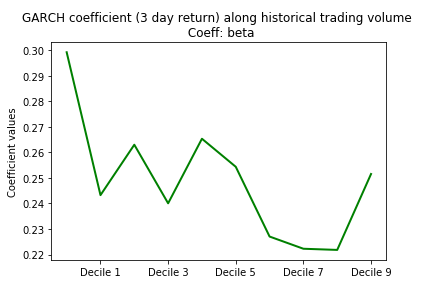 GARCH coefficient (3 day return) along historical trading volume
Coeff: beta
Coefficient values
0.30
0.29
0.28
0.27
0.26
0.25
0.24
0.23
0.22
Decile 1 Decile 3 Decile 5 Decile 7 Decile 9